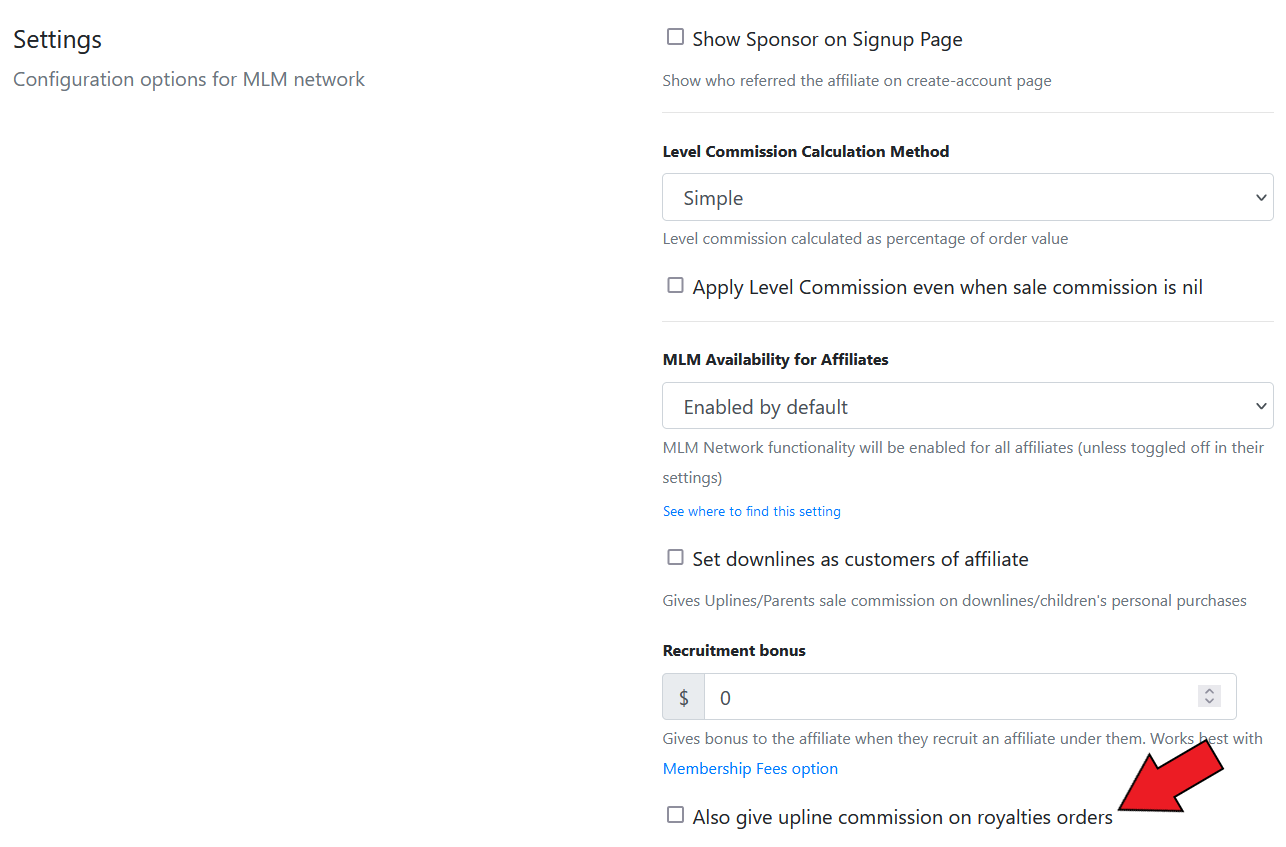 Settings
Configuration options for MLM network
Show Sponsor on Signup Page
Show who referred the affiliate on create-account page
Level Commission Calculation Method
Simple
Level commission calculated as percentage of order value
Apply Level Commission even when sale commission is nil
MLM Availability for Affiliates
Enabled by default
MLM Network functionality will be enabled for all affiliates (unless toggled off in their
settings)
See where to find this setting
Set downlines as customers of affiliate
Gives Uplines/Parents sale commission on downlines/children's personal purchases
Recruitment bonus
$ 0
Gives bonus to the affiliate when they recruit an affiliate under them. Works best with
Membership Fees option
Also give upline commission on royalties orders